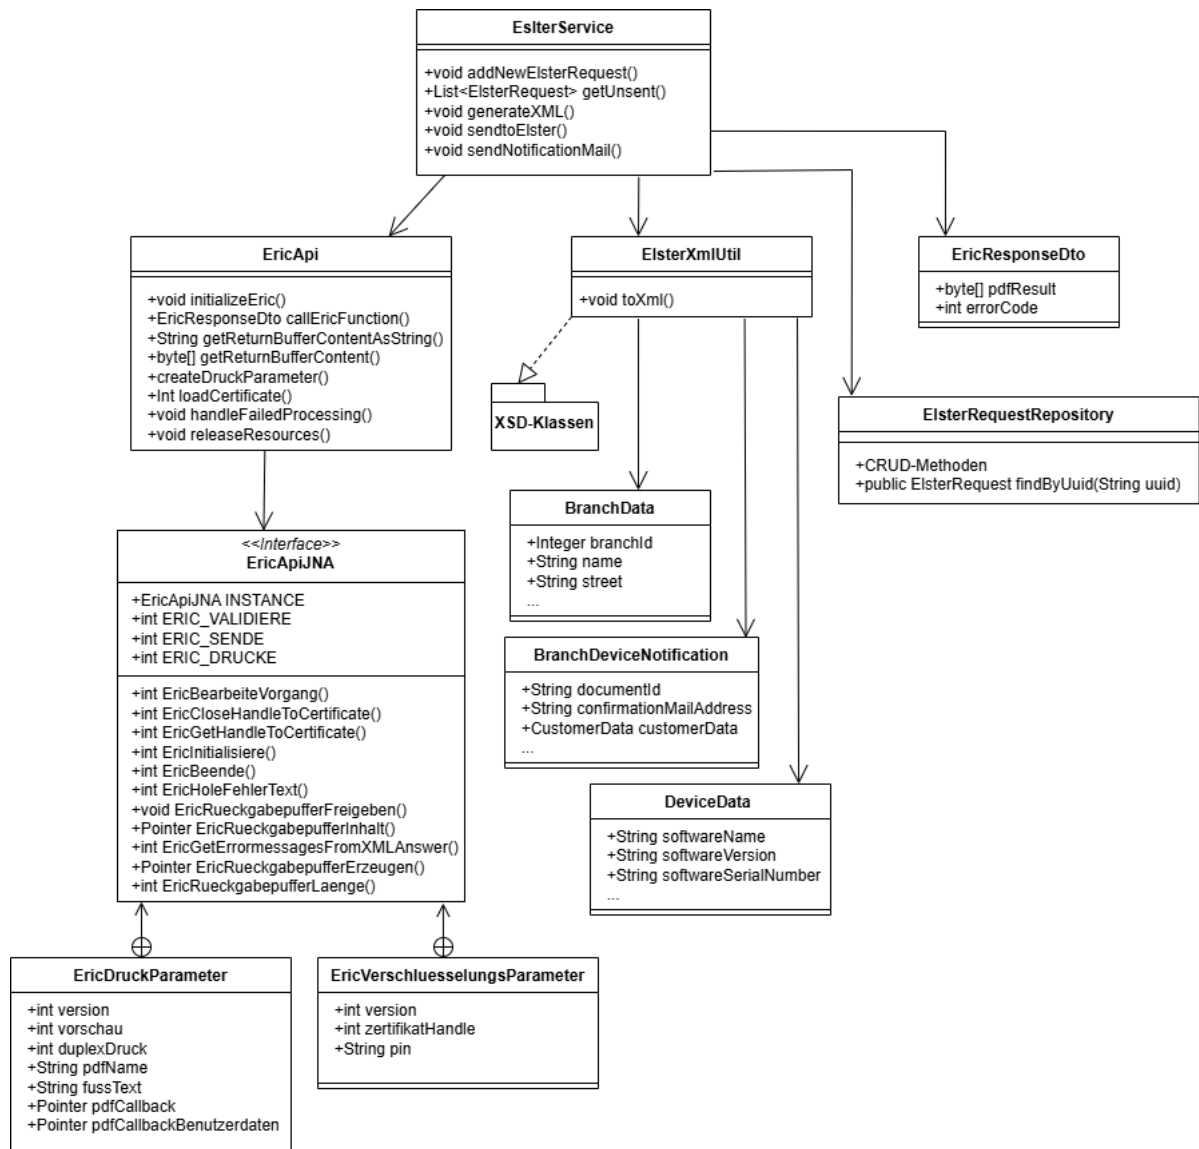 EslterService
+void addNewElsterRequest()
+List<ElsterRequest> getUnsent()
+void generateXML()
+void sendtoElster()
+void sendNotificationMail()
EricApi
+void initializeEric()
+EricResponseDto callEricFunction()
+String getReturnBufferContentAsString()
+byte[] getReturnBufferContent()
+createDruckParameter()
+Int loadCertificate()
+void handleFailedProcessing()
+void releaseResources()
ElsterXmlUtil
+void toXml()
EricResponseDto
+byte[] pdfResult
+int errorCode
XSD-Klassen
ElsterRequestRepository
+CRUD-Methoden
+public ElsterRequest findByUuid(String uuid)
BranchData
+Integer branchId
+String name
+String street
...
<<Interface>>
EricApiJNA
+EricApiJNA INSTANCE
+int ERIC_VALIDIERE
+int ERIC_SENDE
+int ERIC_DRUCKE
+int EricBearbeiteVorgang()
+int EricCloseHandleToCertificate()
+int EricGetHandleToCertificate()
+int EricInitialisiere()
+int EricBeende()
+int EricHoleFehlerText()
+void EricRueckgabepufferFreigeben()
+Pointer EricRueckgabepufferInhalt()
+int EricGetErrormessagesFromXMLAnswer()
+Pointer EricRueckgabepufferErzeugen()
+int EricRueckgabepufferLaenge()
BranchDeviceNotification
+String documentId
+String confirmationMailAddress
+CustomerData customerData
...
DeviceData
+String softwareName
+String softwareVersion
+String softwareSerialNumber
...
EricDruckParameter
+int version
+int vorschau
+int duplexDruck
+String pdfName
+String fussText
+Pointer pdfCallback
+Pointer pdfCallbackBenutzerdaten
EricVerschluesselungsParameter
+int version
+int zertifikatHandle
+String pin